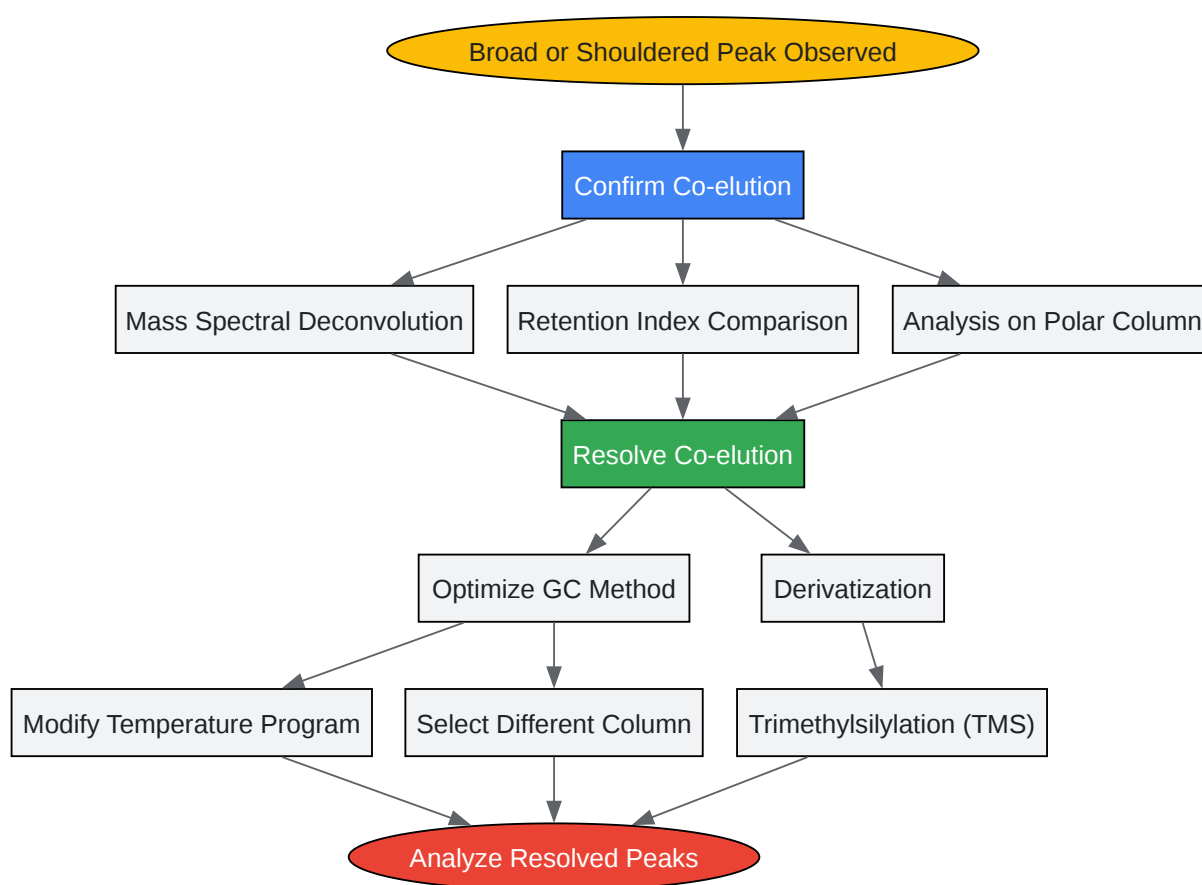 Broad or Shouldered Peak Observed
Confirm Co-elution
Mass Spectral Deconvolution
Retention Index Comparison
Analysis on Polar Column
Resolve Co-elution
Optimize GC Method
Derivatization
Modify Temperature Program
Select Different Column
Trimethylsilylation (TMS)
Analyze Resolved Peaks